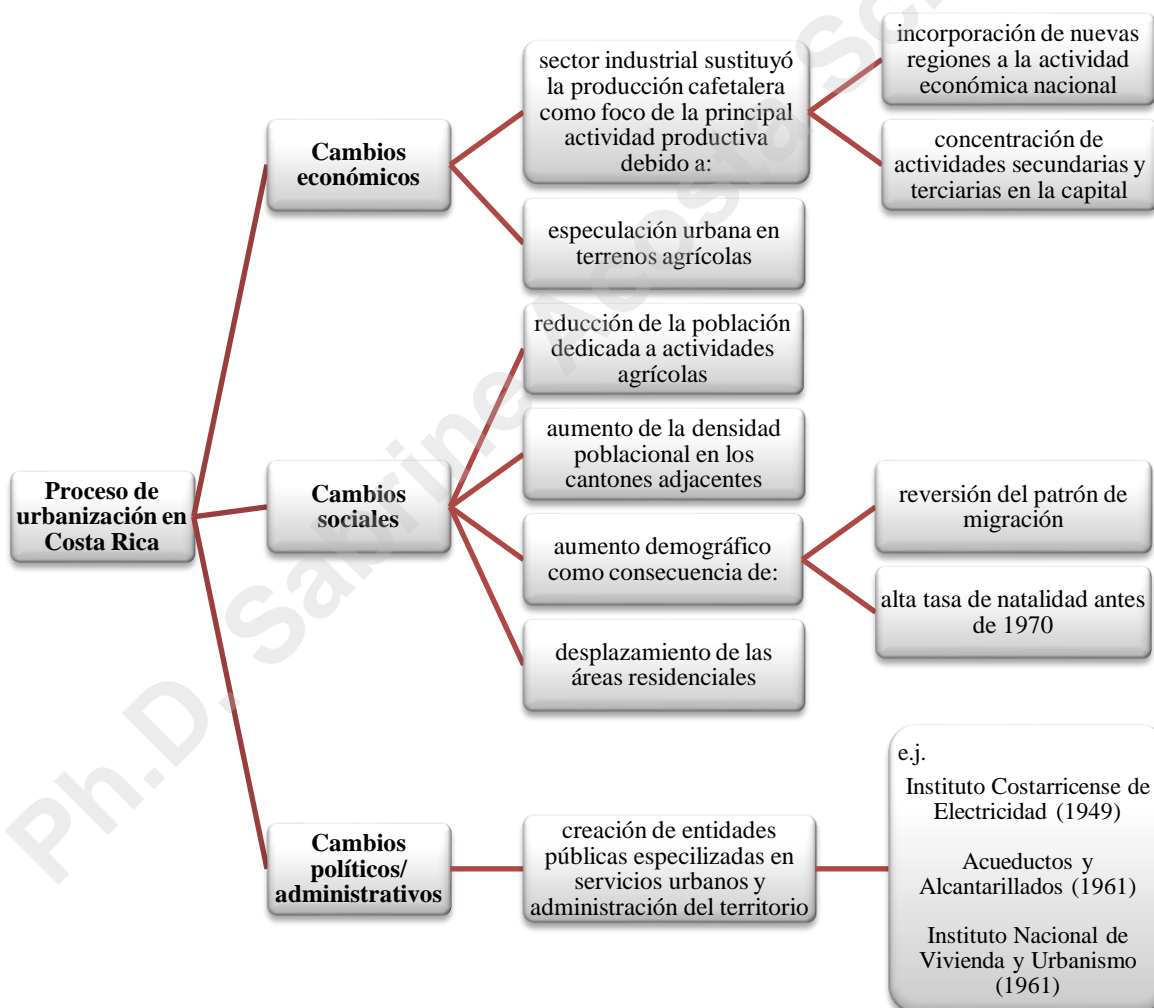 Proceso de
urbanización en
Costa Rica
Cambios
económicos
sector industrial sustituyó
la producción cafetalera
como foco de la principal
actividad productiva
debido a:
incorporación de nuevas
regiones a la actividad
económica nacional
concentración de
actividades secundarias y
terciarias en la capital
especulación urbana en
terrenos agrícolas
Cambios
sociales
reducción de la población
dedicada a actividades
agrícolas
aumento de la densidad
poblacional en los
cantones adjacentes
aumento demográfico
como consecuencia de:
reversión del patrón de
migración
alta tasa de natalidad antes
de 1970
desplazamiento de las
áreas residenciales
Cambios
políticos/
administrativos
creación de entidades
públicas especilizadas en
servicios urbanos y
administración del territorio
e.j.
Instituto Costarricense de
Electricidad (1949)
Acueductos y
Alcantarillados (1961)
Instituto Nacional de
Vivienda y Urbanismo
(1961)
Ph.D. Sabrine Acosta